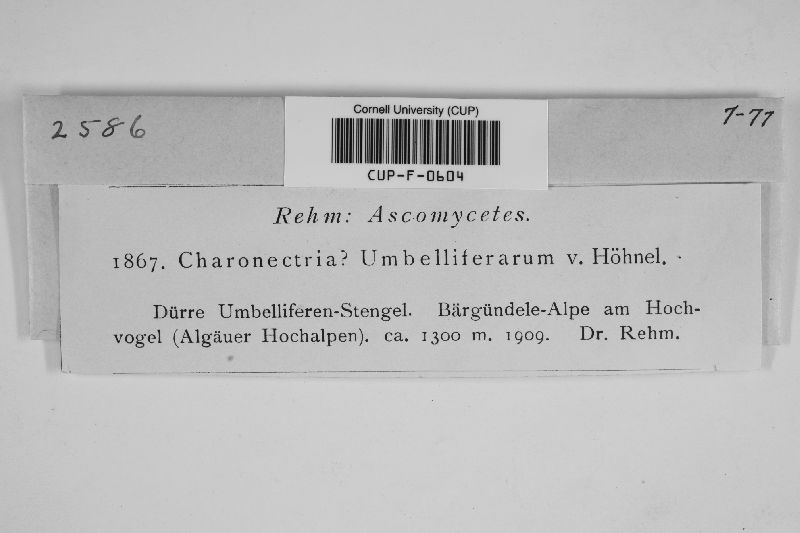 Cornell University (CUP)
2586
7-77
CUP-F-0604
Rehm: Ascomycetes.
1867. Charonectria? Umbelliferarum v. Höhnel.
Dürre Umbelliferen-Stengel. Bärgündele-Alpe am Hoch-
vogel (Algäuer Hochalpen). ca. 1300 m. 1909. Dr. Rehm.